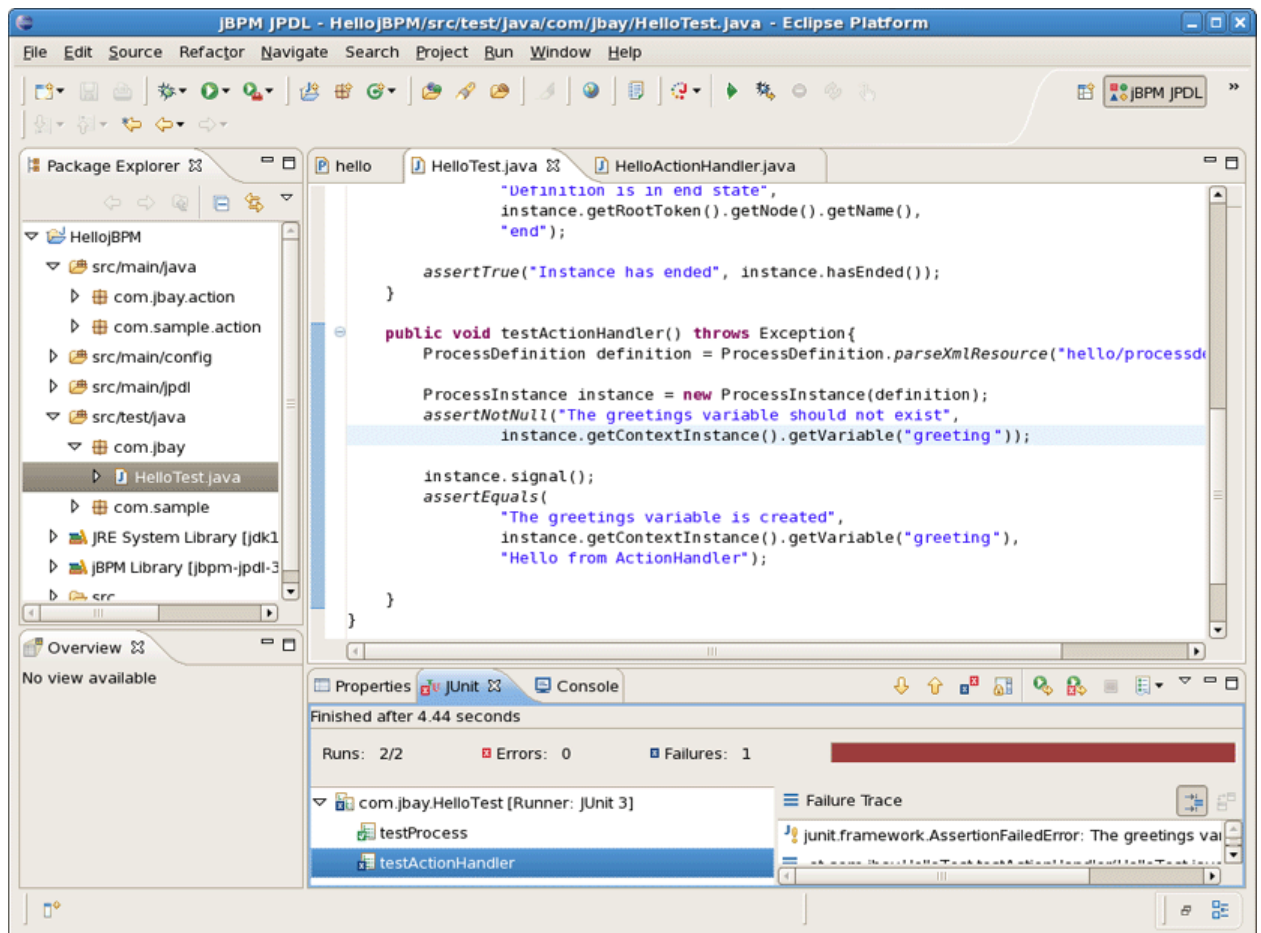 jBPM JPDL - HellojBPM/src/test/java/com/jbay/HelloTest.java - Eclipse Platform
File Edit Source Refactor Navigate Search Project Run Window Help
jBPM JPDL
Package Explorer
HellojBPM
src/main/java
com.jbay.action
com.sample.action
src/main/config
src/main/jpdl
src/test/java
com.jbay
HelloTest.java
com.sample
JRE System Library [jdk1
jBPM Library [jbpm-jpdl-3
src
Overview
No view available
hello HelloTest.java HelloActionHandler.java
"Definition is in end state",
instance.getRootToken().getNode().getName(),
"end");
assertTrue("Instance has ended", instance.hasEnded());
}
public void testActionHandler() throws Exception{
ProcessDefinition definition = ProcessDefinition.parseXmlResource("hello/processde
ProcessInstance instance = new ProcessInstance(definition);
assertNotNull("The greetings variable should not exist",
instance.getContextInstance().getVariable("greeting"));
instance.signal();
assertEquals(
"The greetings variable is created",
instance.getContextInstance().getVariable("greeting"),
"Hello from ActionHandler");
}
}
Properties JUnit Console
Finished after 4.44 seconds
Runs: 2/2 Errors: 0 Failures: 1
com.jbay.HelloTest [Runner: JUnit 3]
testProcess
testActionHandler
Failure Trace
junit.framework.AssertionFailedError: The greetings var